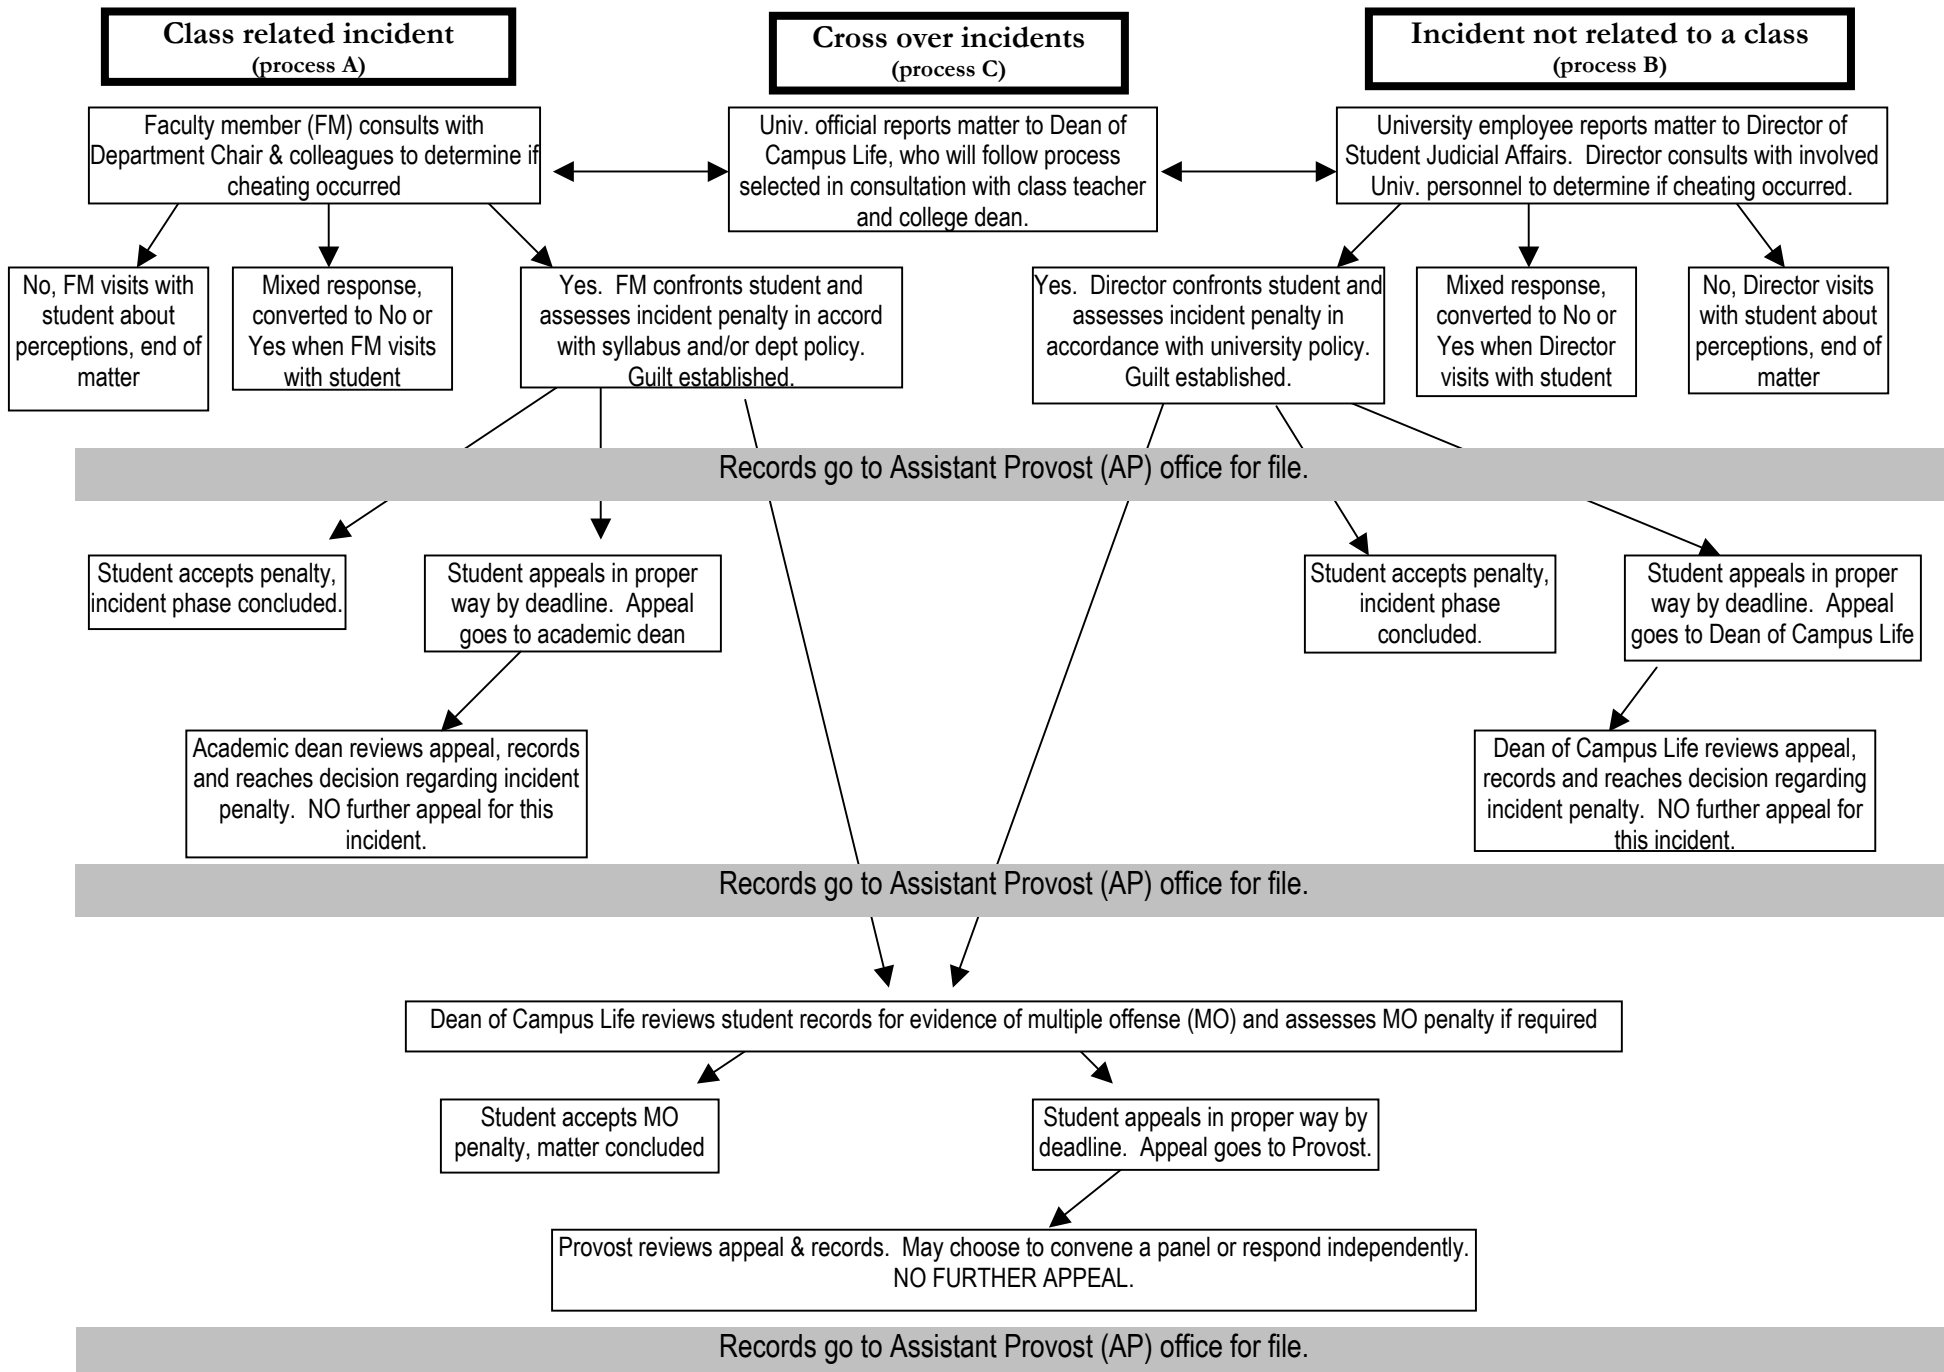 Class related incident
(process A)
Cross over incidents
(process C)
Incident not related to a class
(process B)
Faculty member (FM) consults with
Department Chair & colleagues to determine if
cheating occurred
Univ. official reports matter to Dean of
Campus Life, who will follow process
selected in consultation with class teacher
and college dean.
University employee reports matter to Director of
Student Judicial Affairs.  Director consults with involved
Univ. personnel to determine if cheating occurred.
No, FM visits with
student about
perceptions, end of
matter
Mixed response,
converted to No or
Yes when FM visits
with student
Yes.  FM confronts student and
assesses incident penalty in accord
with syllabus and/or dept policy.
Guilt established.
Yes.  Director confronts student and
assesses incident penalty in
accordance with university policy.
Guilt established.
Mixed response,
converted to No or
Yes when Director
visits with student
No, Director visits
with student about
perceptions, end of
matter
Records go to Assistant Provost (AP) office for file.
Student accepts penalty,
incident phase concluded.
Student appeals in proper
way by deadline.  Appeal
goes to academic dean
Student accepts penalty,
incident phase
concluded.
Student appeals in proper
way by deadline.  Appeal
goes to Dean of Campus Life
Academic dean reviews appeal, records
and reaches decision regarding incident
penalty.  NO further appeal for this
incident.
Dean of Campus Life reviews appeal,
records and reaches decision regarding
incident penalty.  NO further appeal for
this incident.
Records go to Assistant Provost (AP) office for file.
Dean of Campus Life reviews student records for evidence of multiple offense (MO) and assesses MO penalty if required
Student accepts MO
penalty, matter concluded
Student appeals in proper way by
deadline.  Appeal goes to Provost.
Provost reviews appeal & records.  May choose to convene a panel or respond independently.
NO FURTHER APPEAL.
Records go to Assistant Provost (AP) office for file.